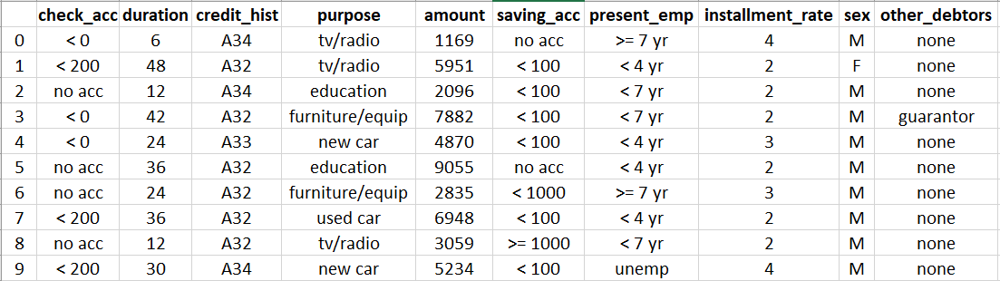 check_acc duration credit_hist purpose amount saving_acc present_emp installment_rate sex other_debtors
0 < 0 6 A34 tv/radio 1169 no acc >= 7 yr 4 M none
1 < 200 48 A32 tv/radio 5951 < 100 < 4 yr 2 F none
2 no acc 12 A34 education 2096 < 100 < 7 yr 2 M none
3 < 0 42 A32 furniture/equip 7882 < 100 < 7 yr 2 M guarantor
4 < 0 24 A33 new car 4870 < 100 < 4 yr 3 M none
5 no acc 36 A32 education 9055 no acc < 4 yr 2 M none
6 no acc 24 A32 furniture/equip 2835 < 1000 >= 7 yr 3 M none
7 < 200 36 A32 used car 6948 < 100 < 4 yr 2 M none
8 no acc 12 A32 tv/radio 3059 >= 1000 < 7 yr 2 M none
9 < 200 30 A34 new car 5234 < 100 unemp 4 M none